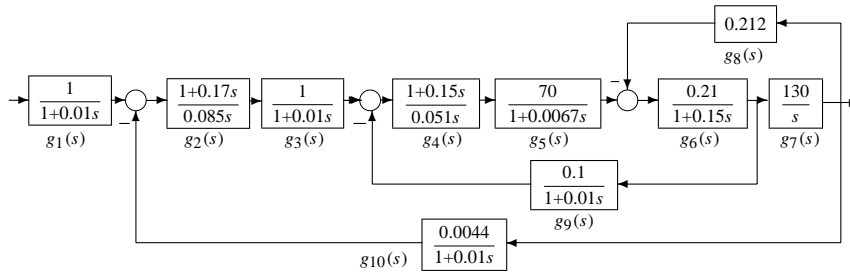 0.212
g8(s)
1
1+0.01s
g1(s)
−
1+0.17s
0.085s
g2(s)
1
1+0.01s
g3(s)
−
1+0.15s
0.051s
g4(s)
70
1+0.0067s
g5(s)
−
0.21
1+0.15s
g6(s)
130
s
g7(s)
0.1
1+0.01s
g9(s)
0.0044
1+0.01s
g10(s)